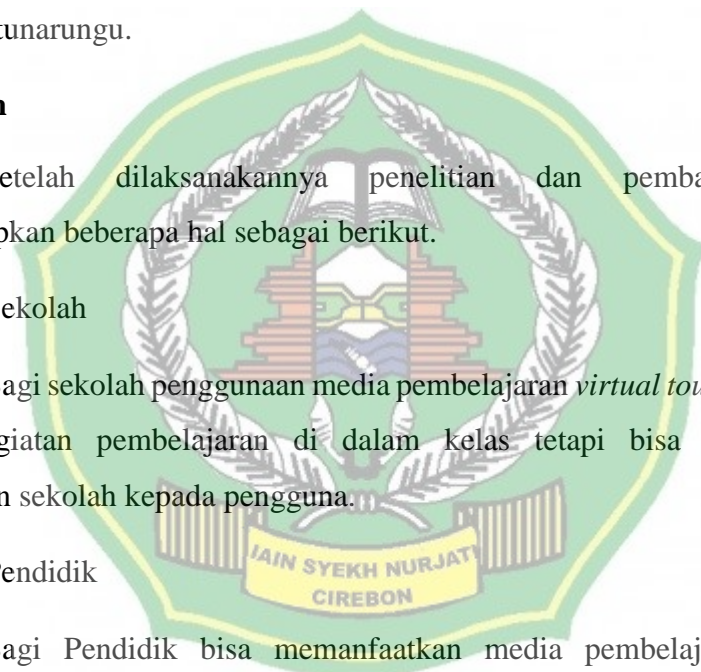 tunarungu.
n
etelah dilaksanakannya penelitian dan pemba
pkan beberapa hal sebagai berikut.
ekolah
agi sekolah penggunaan media pembelajaran virtual tou
giatan pembelajaran di dalam kelas tetapi bisa
n sekolah kepada pengguna.
IAIN SYEKH NURJATI
CIREBON
Pendidik
agi Pendidik bisa memanfaatkan media pembelaj